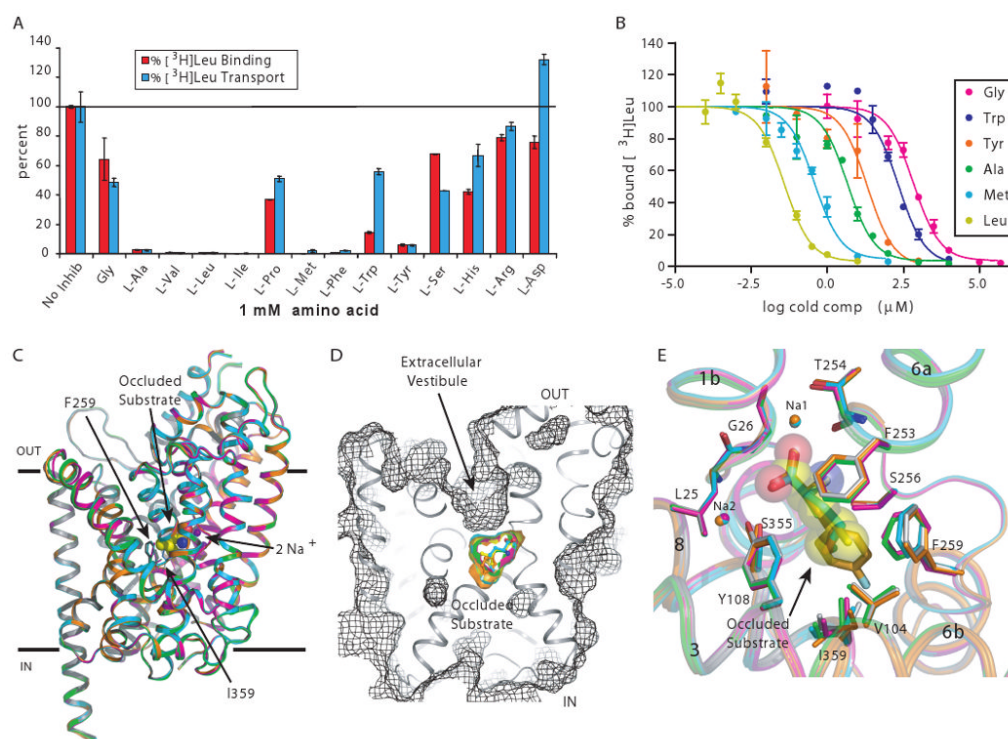 A
140
120
100
80
60
40
20
0
percent
% [ ³H]Leu Binding
% [ ³H]Leu Transport
No Inhib
Gly
L-Ala
L-Val
L-Leu
L-Ile
L-Pro
L-Met
L-Phe
L-Trp
L-Tyr
L-Ser
L-His
L-Arg
L-Asp
1 mM amino acid
B
140
120
100
80
60
40
20
0
% bound [ ³H]Leu
-5.0
-2.5
0.0
2.5
5.0
log cold comp (μM)
Gly
Trp
Tyr
Ala
Met
Leu
C
Occluded
Substrate
F259
OUT
2 Na⁺
IN
I359
D
Extracellular
Vestibule
OUT
Occluded
Substrate
IN
E
T254
6a
1b
Na1
G26
F253
L25
S256
Na2
S355
8
F259
Y108
Occluded
Substrate
V104
3
6b
I359